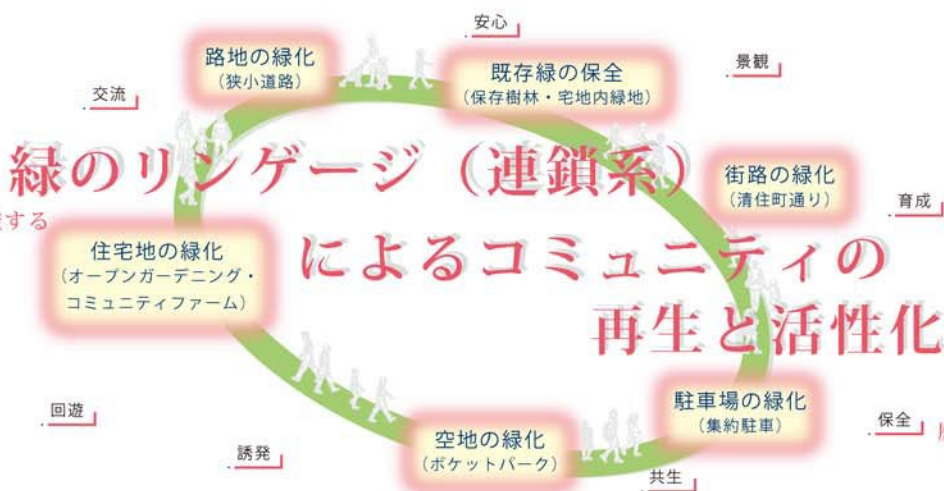 安心
路地の緑化
(狭小道路)
既存緑の保全
(保存樹林・宅地内緑地)
景観
交流
緑のリンゲージ(連鎖系)
街路の緑化
(清住町通り)
育成
する
住宅地の緑化
(オープンガーデニング・
コミュニティファーム)
によるコミュニティの
再生と活性化
駐車場の緑化
(集約駐車)
回遊
保全
空地の緑化
(ポケットパーク)
誘発
共生